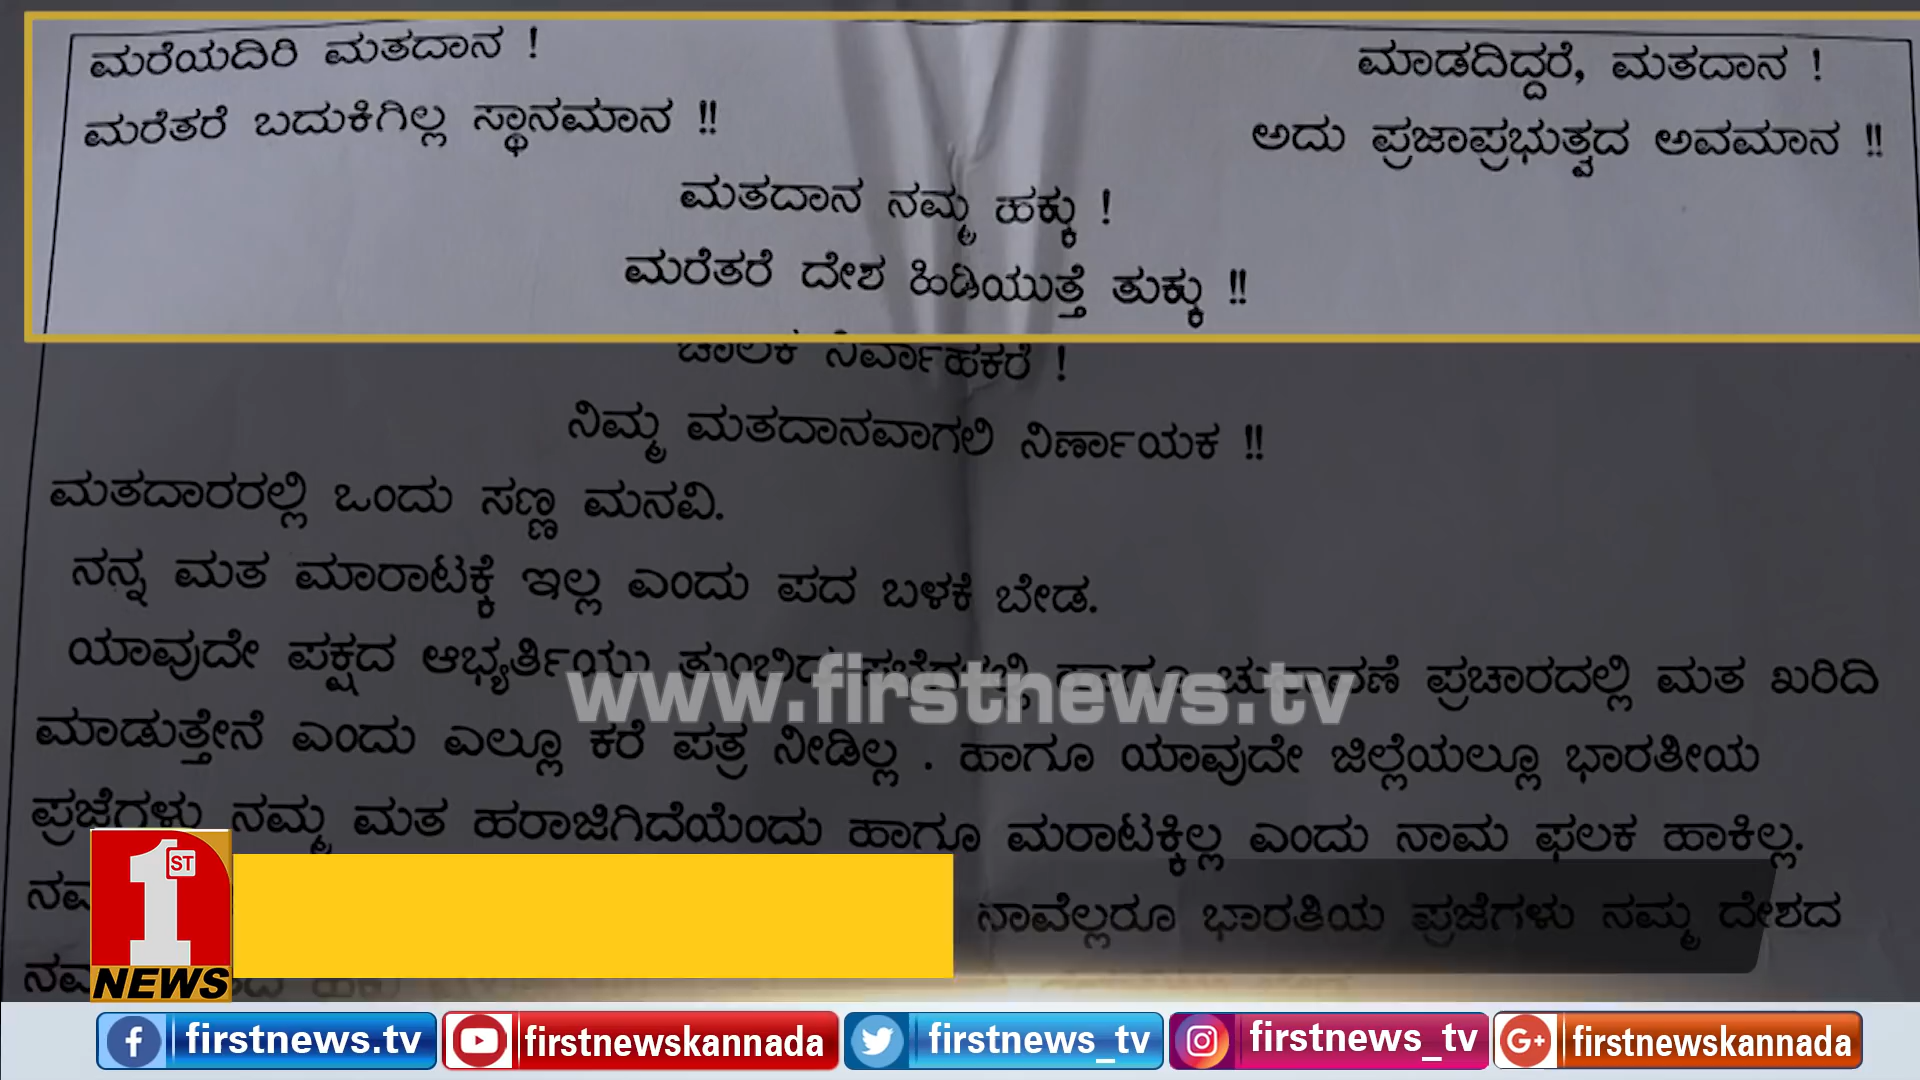 ಮರೆಯದಿರಿ ಮತದಾನ !
ಮರೆತರೆ ಬದುಕಿಗಿಲ್ಲ ಸ್ಥಾನಮಾನ !!
ಮಾಡದಿದ್ದರೆ, ಮತದಾನ !
ಅದು ಪ್ರಜಾಪ್ರಭುತ್ವದ ಅವಮಾನ !!
ಮತದಾನ ನಮ್ಮ ಹಕ್ಕು !
ಮರೆತರೆ ದೇಶ ಹಿಡಿಯುತ್ತೆ ತುಕ್ಕು !!
ಚಾಲಕ ನಿರ್ವಾಹಕರೆ !
ನಿಮ್ಮ ಮತದಾನವಾಗಲಿ ನಿರ್ಣಾಯಕ !!
ಮತದಾರರಲ್ಲಿ ಒಂದು ಸಣ್ಣ ಮನವಿ.
ನನ್ನ ಮತ ಮಾರಾಟಕ್ಕೆ ಇಲ್ಲ ಎಂದು ಪದ ಬಳಕೆ ಬೇಡ.
ಯಾವುದೇ ಪಕ್ಷದ ಆಭ್ಯರ್ತಿಯು ತುಂಬಿದ ಚುನಾವಣೆ ಪ್ರಚಾರದಲ್ಲಿ ಮತ ಖರಿದಿ
www.firstnews.tv
ಮಾಡುತ್ತೇನೆ ಎಂದು ಎಲ್ಲೂ ಕರೆ ಪತ್ರ ನೀಡಿಲ್ಲ . ಹಾಗೂ ಯಾವುದೇ ಜಿಲ್ಲೆಯಲ್ಲೂ ಭಾರತೀಯ
ಪ್ರಜೆಗಳು ನಮ್ಮ ಮತ ಹರಾಜಿಗಿದೆಯೆಂದು ಹಾಗೂ ಮರಾಟಕ್ಕಿಲ್ಲ ಎಂದು ನಾಮ ಫಲಕ ಹಾಕಿಲ್ಲ.
ನಾವೆಲ್ಲರೂ ಭಾರತಿಯ ಪ್ರಜೆಗಳು ನಮ್ಮ ದೇಶದ
1ST
NEWS
firstnews.tv
firstnewskannada
firstnews_tv
firstnews_tv
G+ firstnewskannada